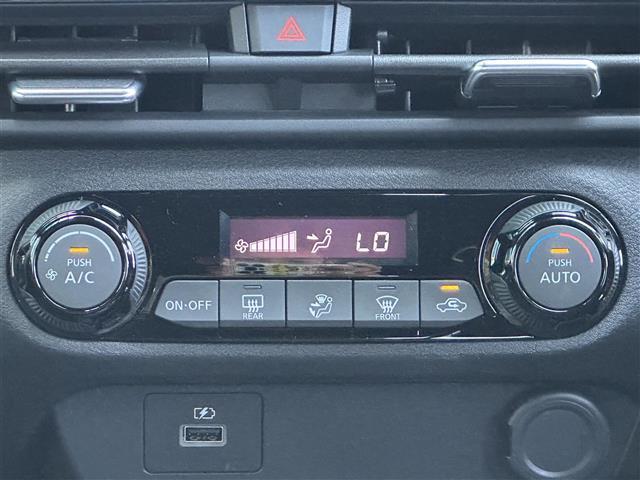 LO
PUSH
A/C
ON·OFF
REAR
FRONT
PUSH
AUTO